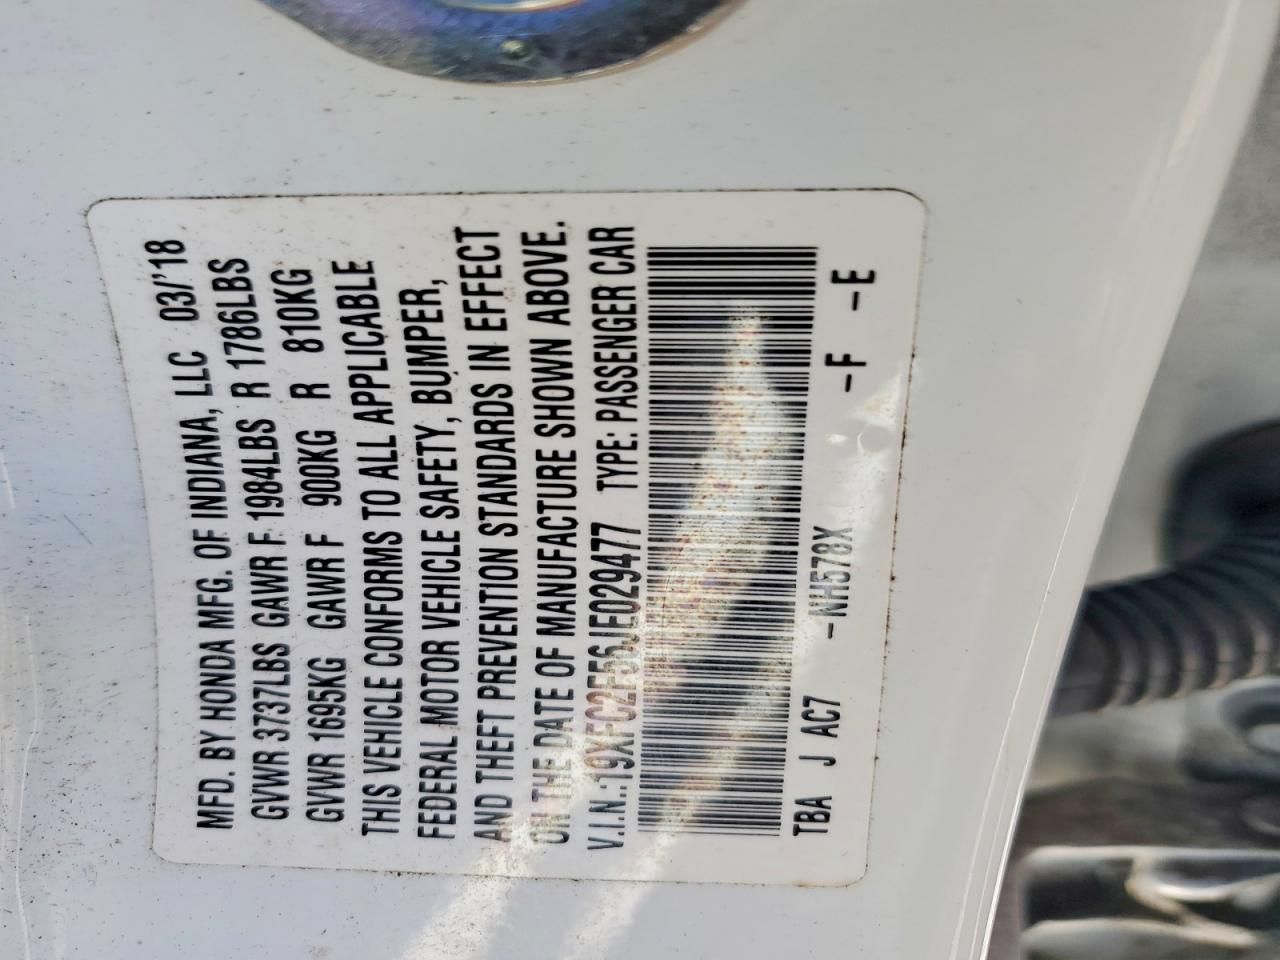 MFD. BY HONDA MFG. OF INDIANA, LLC 03/'18
GVWR 3737LBS GAWR F 1984LBS R 1786LBS
GVWR 1695KG GAWR F 900KG R 810KG
THIS VEHICLE CONFORMS TO ALL APPLICABLE
FEDERAL MOTOR VEHICLE SAFETY, BUMPER,
AND THEFT PREVENTION STANDARDS IN EFFECT
ON THE DATE OF MANUFACTURE SHOWN ABOVE.
V.I.N.:19XFC2F56JE029477 TYPE: PASSENGER CAR
TBA J AC7 -NH578X -F -E